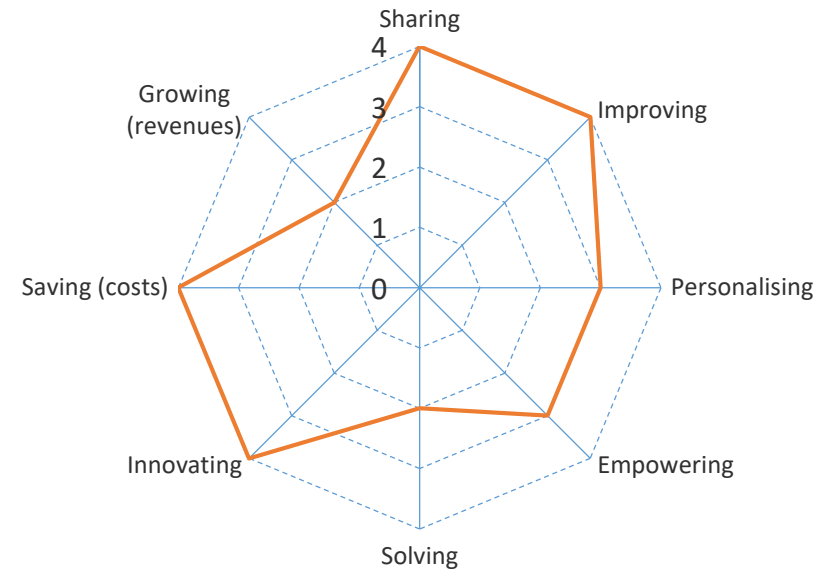 Sharing
4
Growing
(revenues)
3
Improving
2
1
Saving (costs)
0
Personalising
Innovating
Empowering
Solving